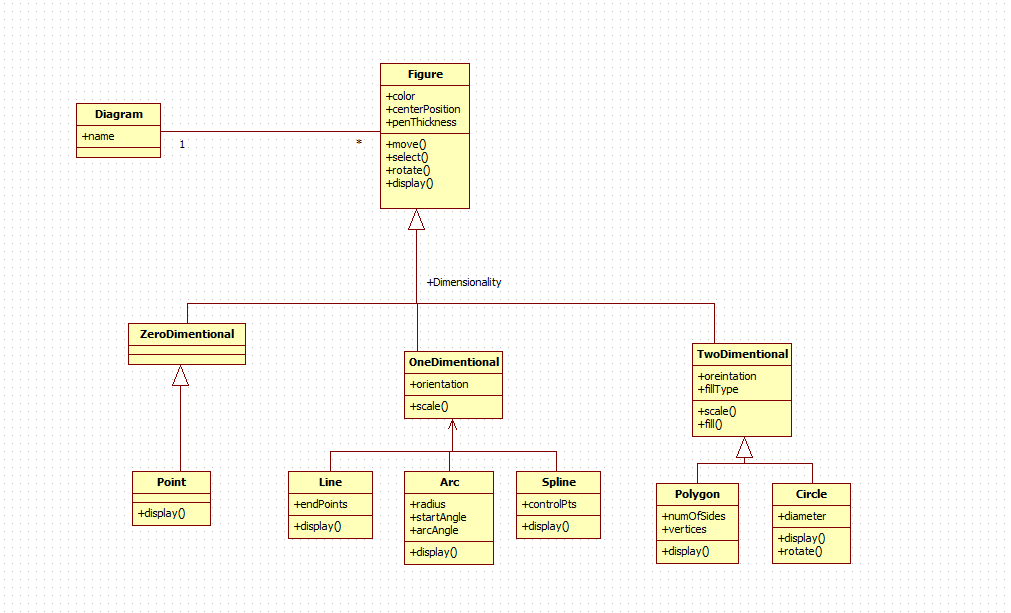 Figure
+color
+centerPosition
+penThickness
+move()
+select()
+rotate()
+display()
Diagram
+name
1
*
+Dimensionality
ZeroDimentional
OneDimentional
+orientation
+scale()
TwoDimentional
+oreintation
+fillType
+scale()
+fill()
Point
+display()
Line
+endPoints
+display()
Arc
+radius
+startAngle
+arcAngle
+display()
Spline
+controlPts
+display()
Polygon
+numOfSides
+vertices
+display()
Circle
+diameter
+display()
+rotate()